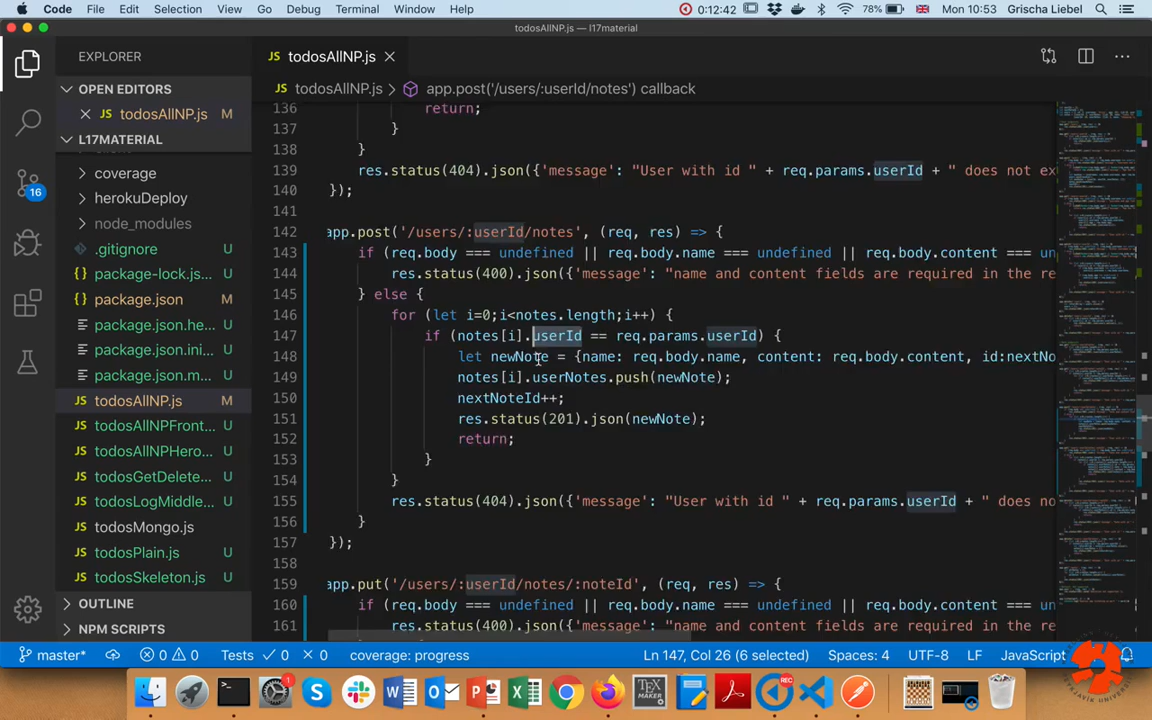 Code File Edit Selection View Go Debug Terminal Window Help 0:12:42 78% Mon 10:53 Grischa Liebel
todosAllNP.js — l17material
EXPLORER
JS todosAllNP.js
OPEN EDITORS
JS todosAllNP.js M
L17MATERIAL
coverage
herokuDeploy
node_modules
.gitignore U
{} package-lock.js... U
{} package.json M
package.json.he... U
package.json.ini... U
package.json.m... U
JS todosAllNP.js M
JS todosAllNPFront... U
JS todosAllNPHero... U
JS todosGetDelete... U
JS todosLogMiddle... U
JS todosMongo.js
JS todosPlain.js U
JS todosSkeleton.js U
OUTLINE
NPM SCRIPTS
16
JS todosAllNP.js > app.post('/users/:userId/notes') callback
136 return;
137 }
138 }
139 res.status(404).json({'message': "User with id " + req.params.userId + " does not ex
140 });
141
142 app.post('/users/:userId/notes', (req, res) => {
143 if (req.body === undefined || req.body.name === undefined || req.body.content === und
144 res.status(400).json({'message': "name and content fields are required in the re
145 } else {
146 for (let i=0;i<notes.length;i++) {
147 if (notes[i].userId == req.params.userId) {
148 let newNote = {name: req.body.name, content: req.body.content, id:nextNo
149 notes[i].userNotes.push(newNote);
150 nextNoteId++;
151 res.status(201).json(newNote);
152 return;
153 }
154 }
155 res.status(404).json({'message': "User with id " + req.params.userId + " does no
156 }
157 });
158
159 app.put('/users/:userId/notes/:noteId', (req, res) => {
160 if (req.body === undefined || req.body.name === undefined || req.body.content === und
161 res.status(400).json({'message': "name and content fields are required in the re
master* 0 0 Tests 0 0 coverage: progress Ln 147, Col 26 (6 selected) Spaces: 4 UTF-8 LF JavaScript